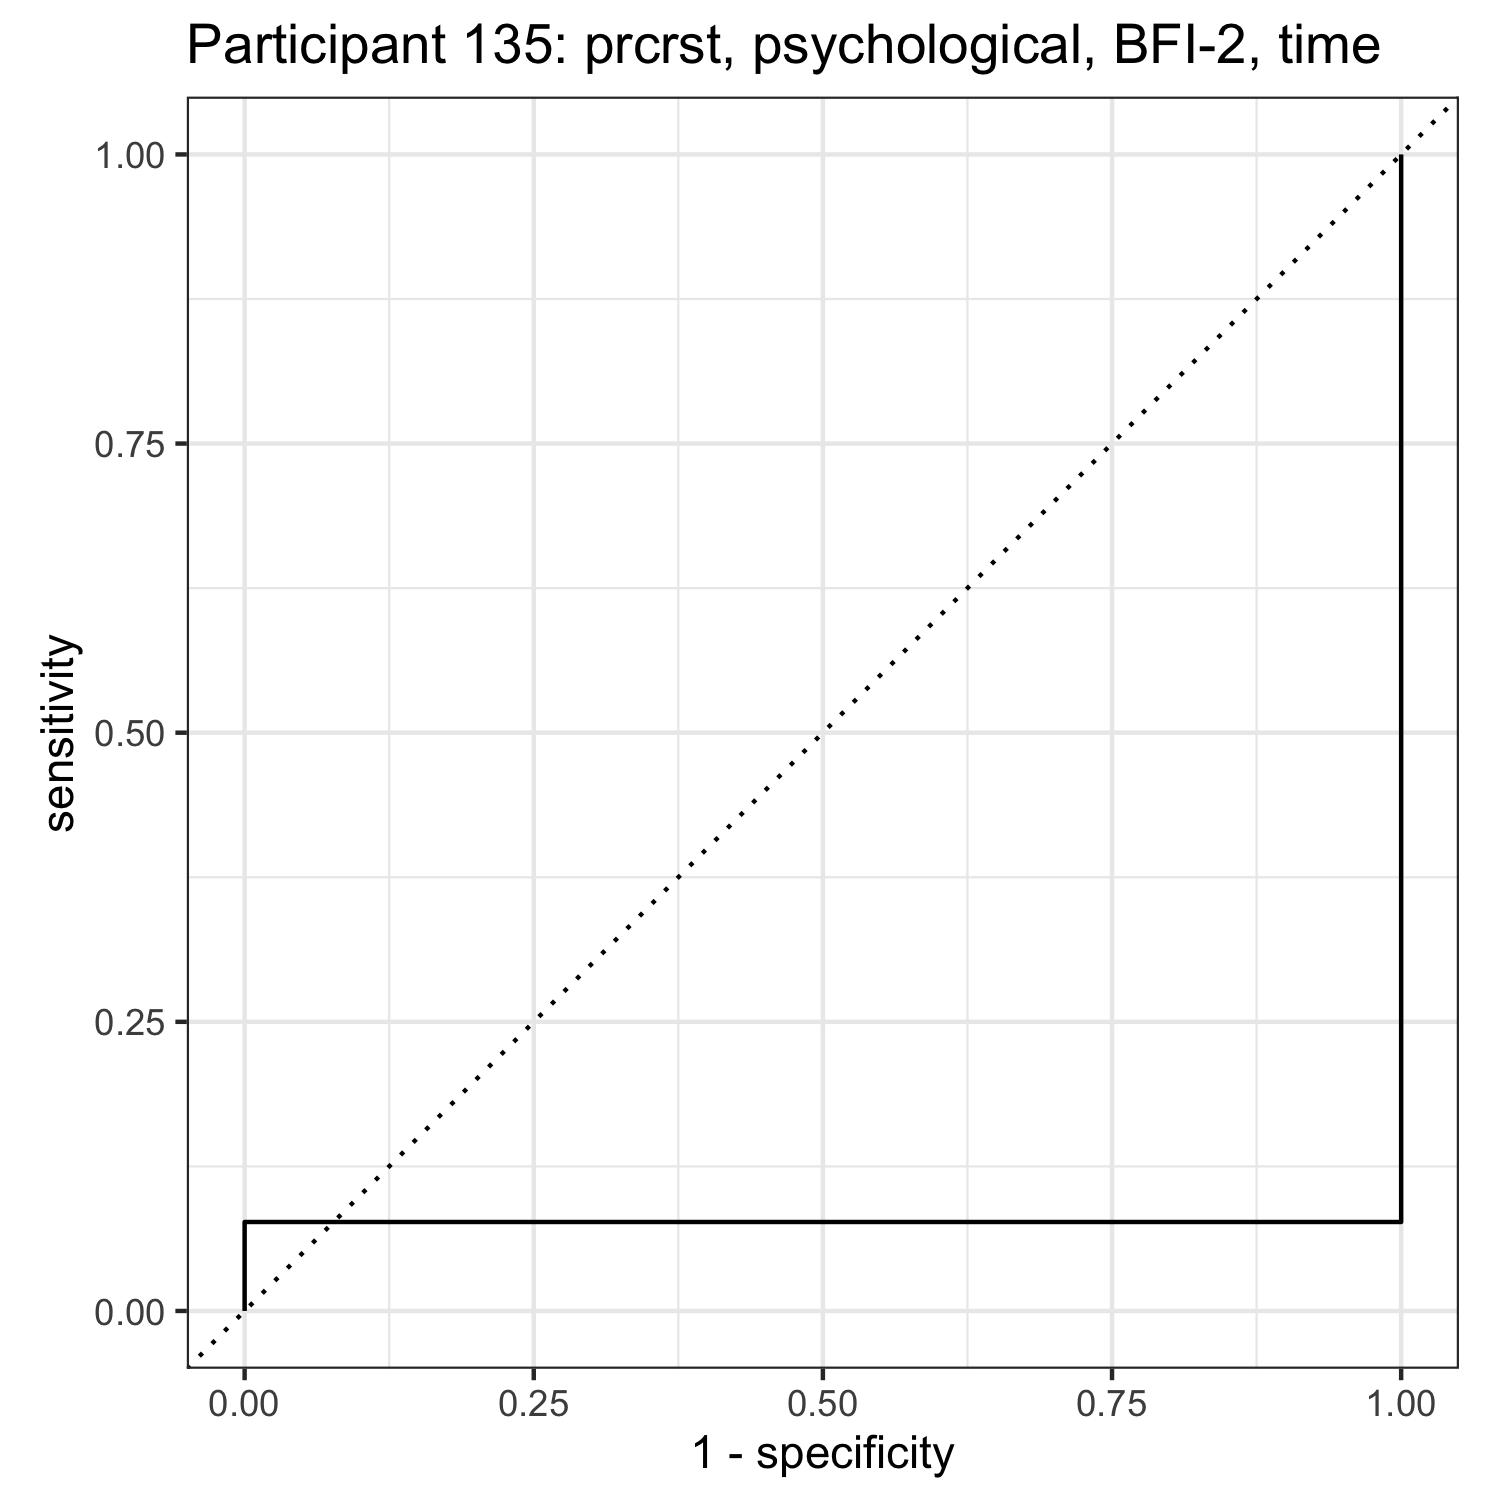 Participant 135: prcrst, psychological, BFI-2, time
1.00
0.75
0.50
0.25
0.00
sensitivity
0.00 0.25 0.50 0.75 1.00
1 - specificity